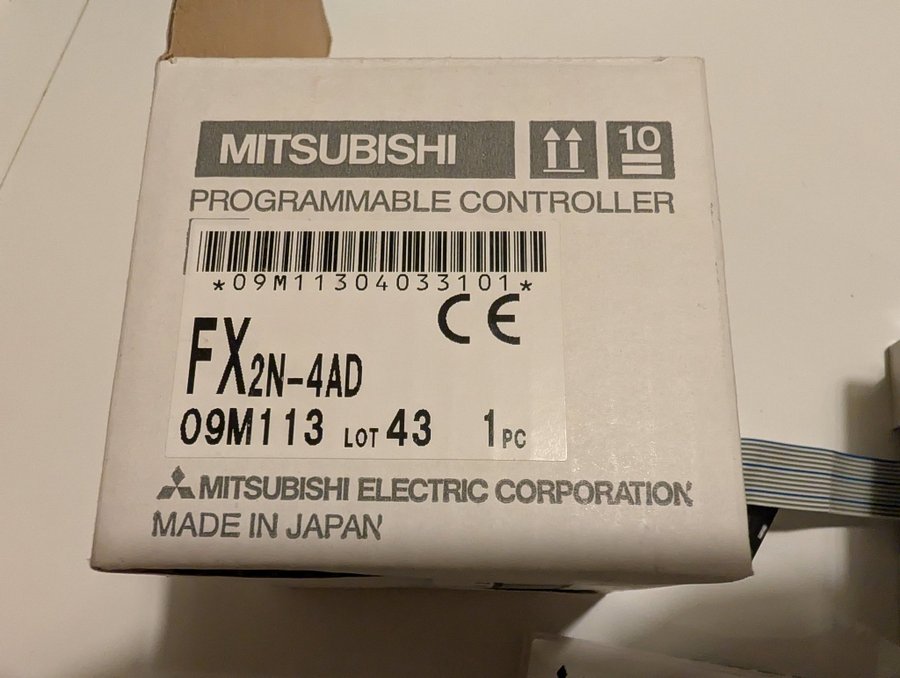 MITSUBISHI
10
PROGRAMMABLE CONTROLLER
*09M11304033101*
CE
FX2N-4AD
09M113 LOT 43 1PC
MITSUBISHI ELECTRIC CORPORATION
MADE IN JAPAN